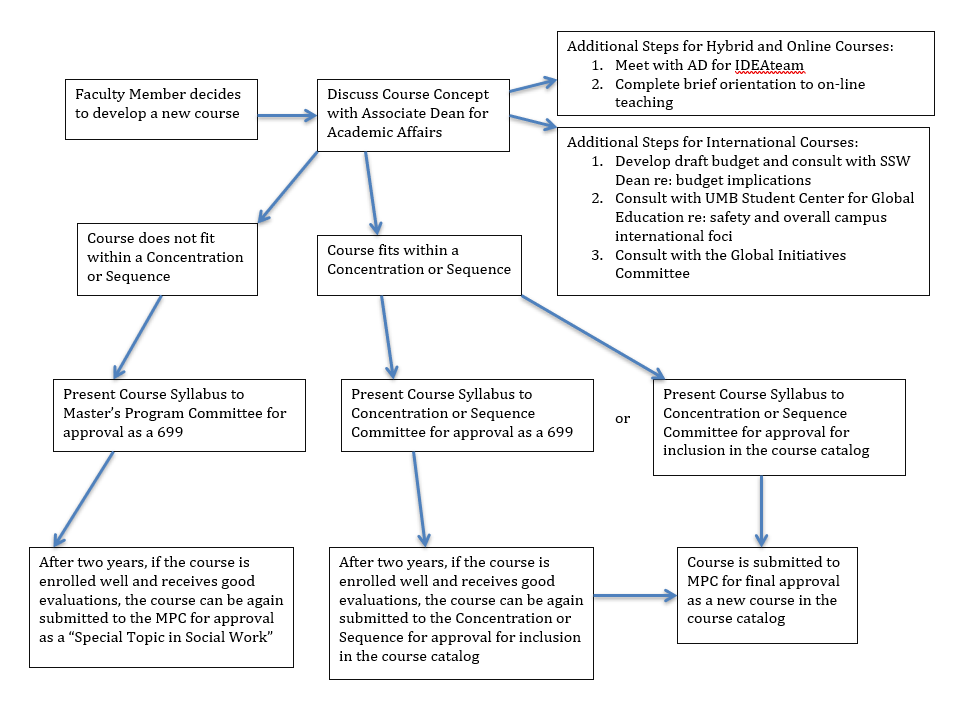 Faculty Member decides
to develop a new course
Discuss Course Concept
with Associate Dean for
Academic Affairs
Additional Steps for Hybrid and Online Courses:
1. Meet with AD for IDEAteam
2. Complete brief orientation to on-line
teaching
Additional Steps for International Courses:
1. Develop draft budget and consult with SSW
Dean re: budget implications
2. Consult with UMB Student Center for Global
Education re: safety and overall campus
international foci
3. Consult with the Global Initiatives
Committee
Course does not fit
within a Concentration
or Sequence
Course fits within a
Concentration or Sequence
Present Course Syllabus to
Master’s Program Committee for
approval as a 699
Present Course Syllabus to
Concentration or Sequence
Committee for approval as a 699
or
Present Course Syllabus to
Concentration or Sequence
Committee for approval for
inclusion in the course catalog
After two years, if the course is
enrolled well and receives good
evaluations, the course can be again
submitted to the MPC for approval
as a “Special Topic in Social Work”
After two years, if the course is
enrolled well and receives good
evaluations, the course can be again
submitted to the Concentration or
Sequence for approval for inclusion
in the course catalog
Course is submitted to
MPC for final approval
as a new course in the
course catalog